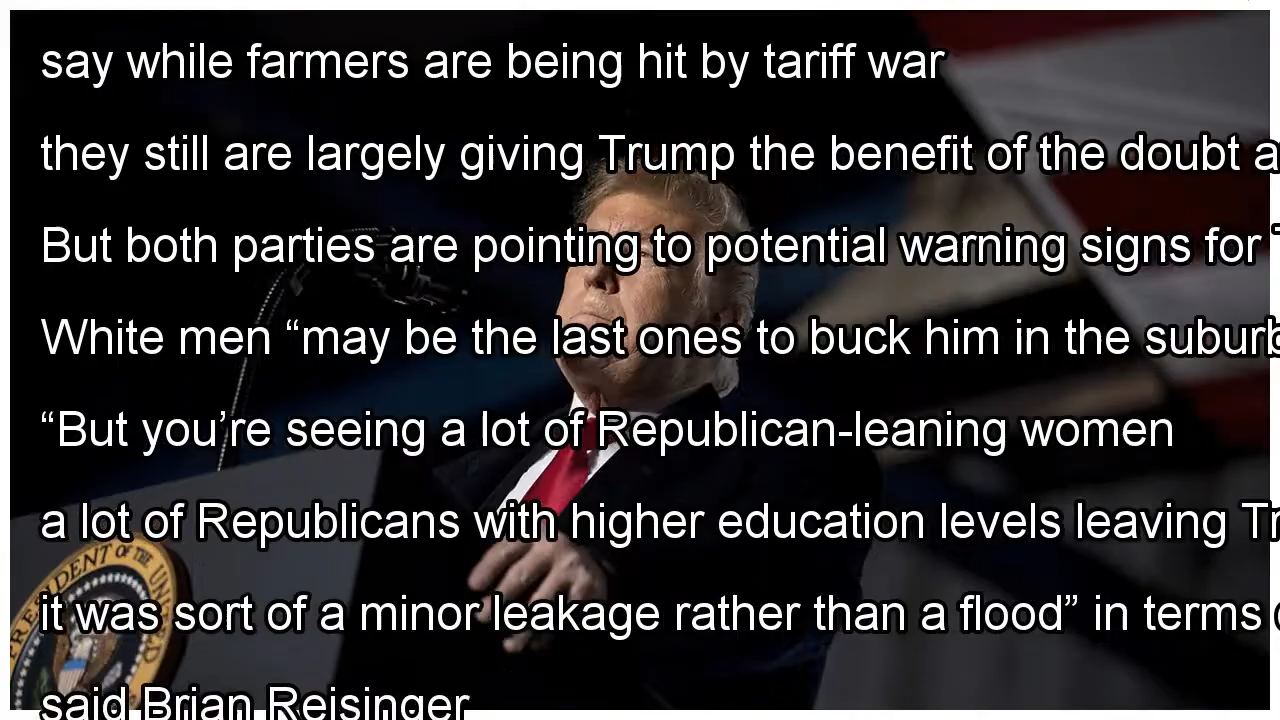 say while farmers are being hit by tariff war
they still are largely giving Trump the benefit of the doubt
But both parties are pointing to potential warning signs for
White men “may be the last ones to buck him in the
“But you’re seeing a lot of Republican-leaning women
a lot of Republicans with higher education levels leaving
it was sort of a minor leakage rather than a flood” in terms
said Brian Reisinger
PRESIDENT OF THE